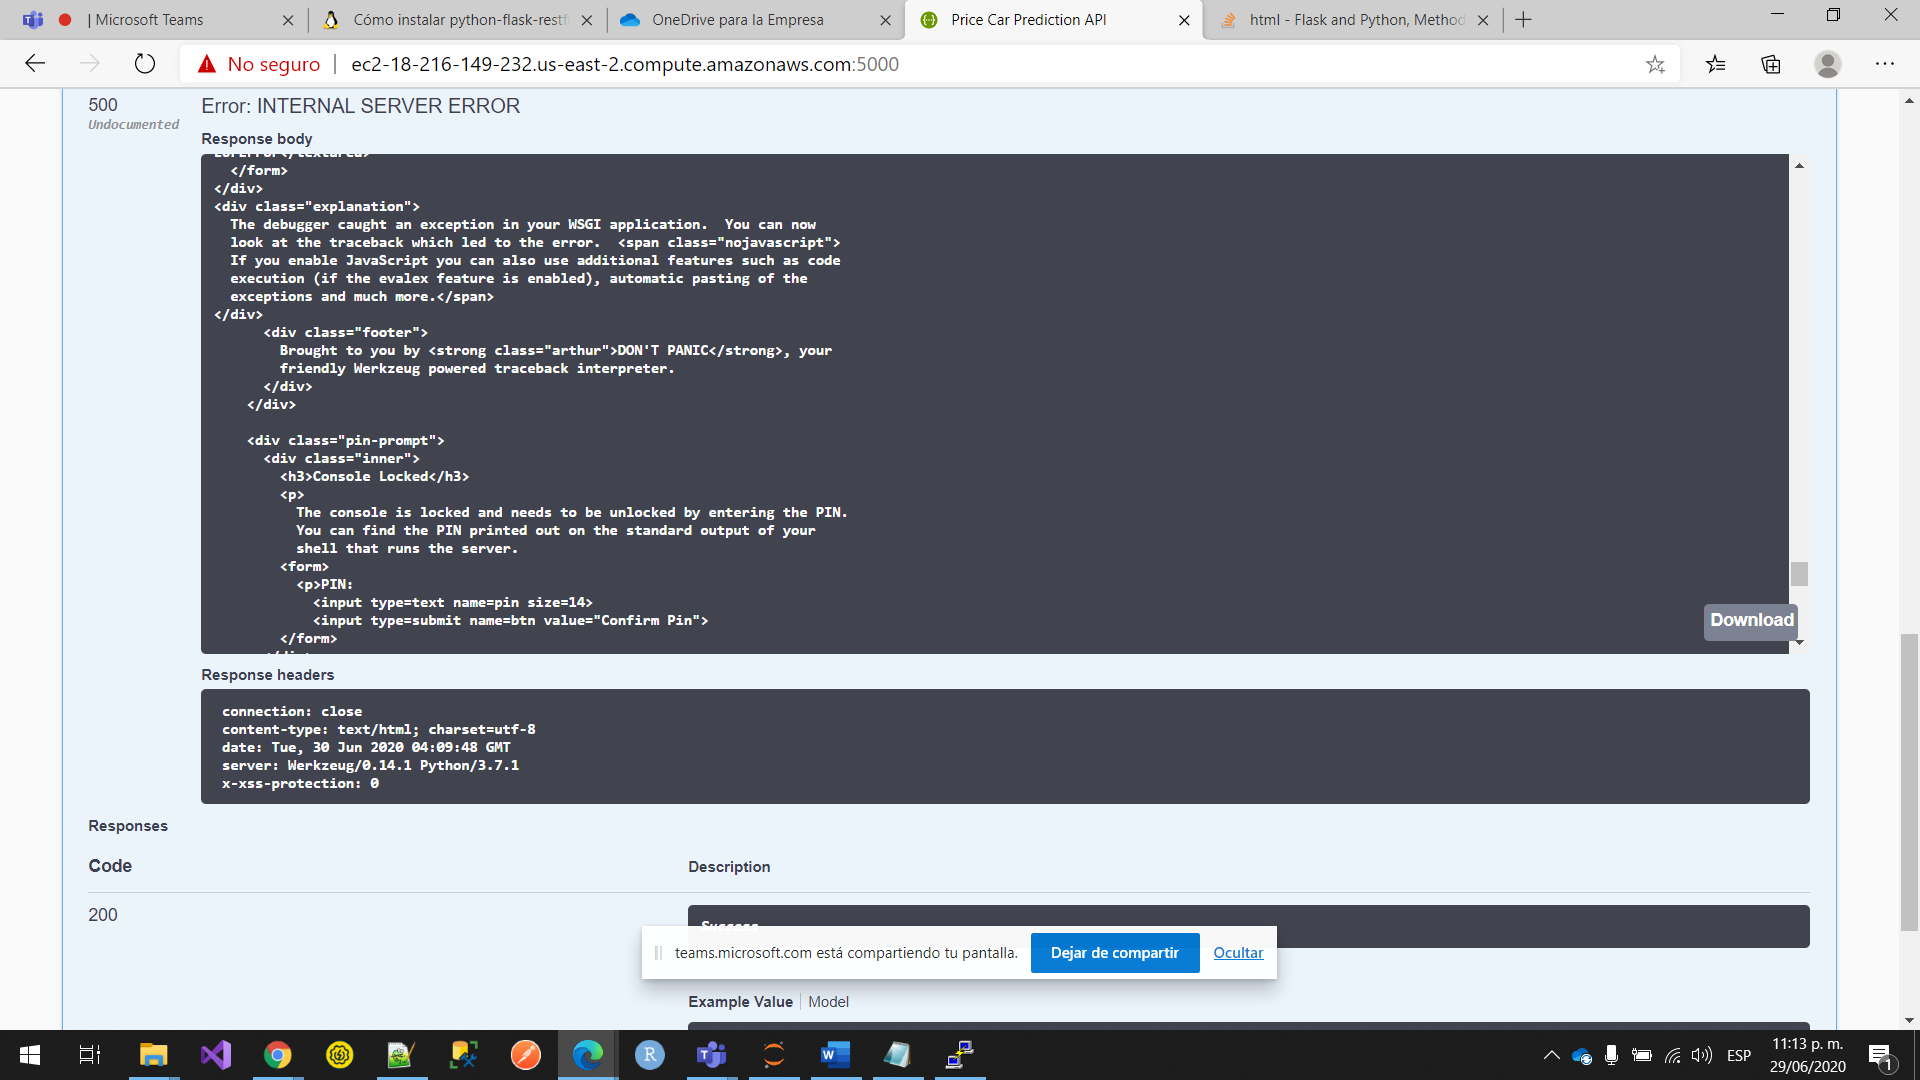 | Microsoft Teams
Cómo instalar python-flask-restf
OneDrive para la Empresa
Price Car Prediction API
html - Flask and Python, Method
No seguro
ec2-18-216-149-232.us-east-2.compute.amazonaws.com:5000
500
Undocumented
Error: INTERNAL SERVER ERROR
Response body
</form>
</div>
<div class="explanation">
The debugger caught an exception in your WSGI application.  You can now
look at the traceback which led to the error.  <span class="nojavascript">
If you enable JavaScript you can also use additional features such as code
execution (if the evalex feature is enabled), automatic pasting of the
exceptions and much more.</span>
</div>
<div class="footer">
Brought to you by <strong class="arthur">DON'T PANIC</strong>, your
friendly Werkzeug powered traceback interpreter.
</div>
</div>
<div class="pin-prompt">
<div class="inner">
<h3>Console Locked</h3>
<p>
The console is locked and needs to be unlocked by entering the PIN.
You can find the PIN printed out on the standard output of your
shell that runs the server.
<form>
<p>PIN:
<input type=text name=pin size=14>
<input type=submit name=btn value="Confirm Pin">
</form>
Download
Response headers
connection: close
content-type: text/html; charset=utf-8
date: Tue, 30 Jun 2020 04:09:48 GMT
server: Werkzeug/0.14.1 Python/3.7.1
x-xss-protection: 0
Responses
Code
Description
200
Success
teams.microsoft.com está compartiendo tu pantalla.
Dejar de compartir
Ocultar
Example Value
Model
ESP
11:13 p. m.
29/06/2020
1